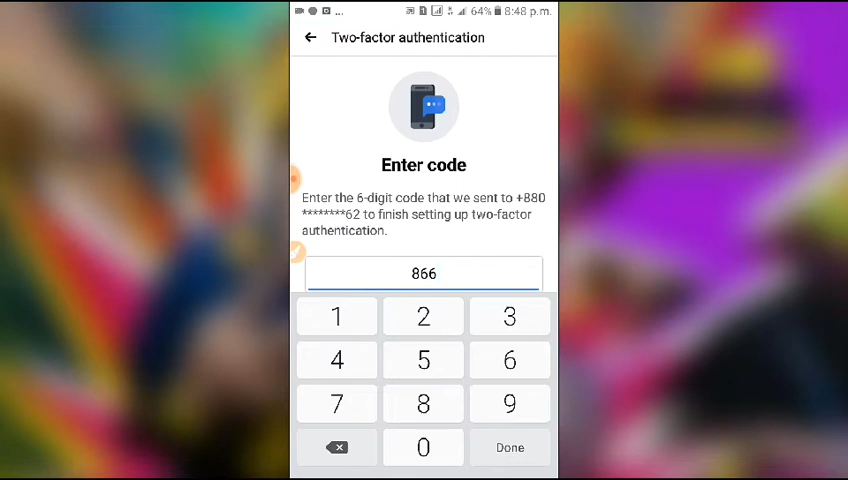 ... 64% 8:48 p.m.
Two-factor authentication
Enter code
Enter the 6-digit code that we sent to +880
********62 to finish setting up two-factor
authentication.
866
1 2 3
4 5 6
7 8 9
0 Done